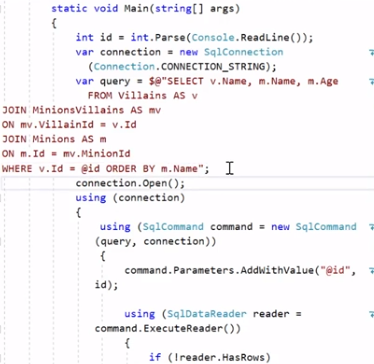 static void Main(string[] args)
{
int id = int.Parse(Console.ReadLine());
var connection = new SqlConnection
(Connection.CONNECTION_STRING);
var query = $@"SELECT v.Name, m.Name, m.Age
FROM Villains AS v
JOIN MinionsVillains AS mv
ON mv.VillainId = v.Id
JOIN Minions AS m
ON m.Id = mv.MinionId
WHERE v.Id = @id ORDER BY m.Name";
connection.Open();
using (connection)
{
using (SqlCommand command = new SqlCommand
(query, connection))
{
command.Parameters.AddWithValue("@id",
id);
using (SqlDataReader reader =
command.ExecuteReader())
{
if (!reader.HasRows)